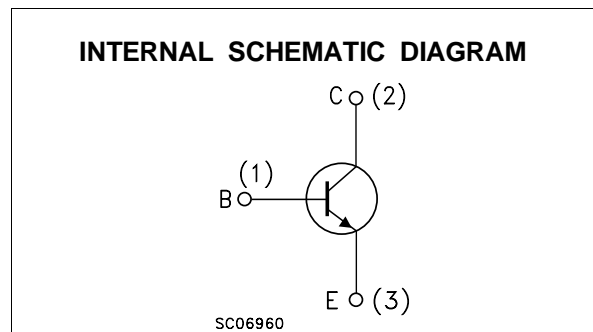 INTERNAL SCHEMATIC DIAGRAM
C (2)
(1)
B
E (3)
SC06960